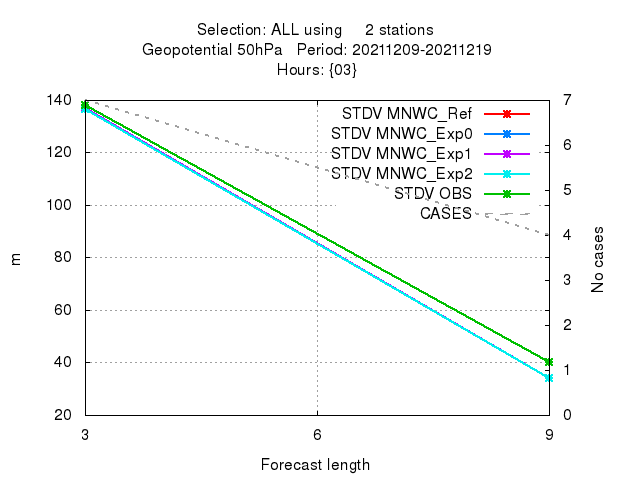 Selection: ALL using 2 stations
Geopotential 50hPa Period: 20211209-20211219
Hours: {03}
140
120
100
80
60
40
20
7
6
5
4
3
2
1
0
STDV MNWC_Ref
STDV MNWC_Exp0
STDV MNWC_Exp1
STDV MNWC_Exp2
STDV OBS
CASES
m
No cases
3 6 9
Forecast length